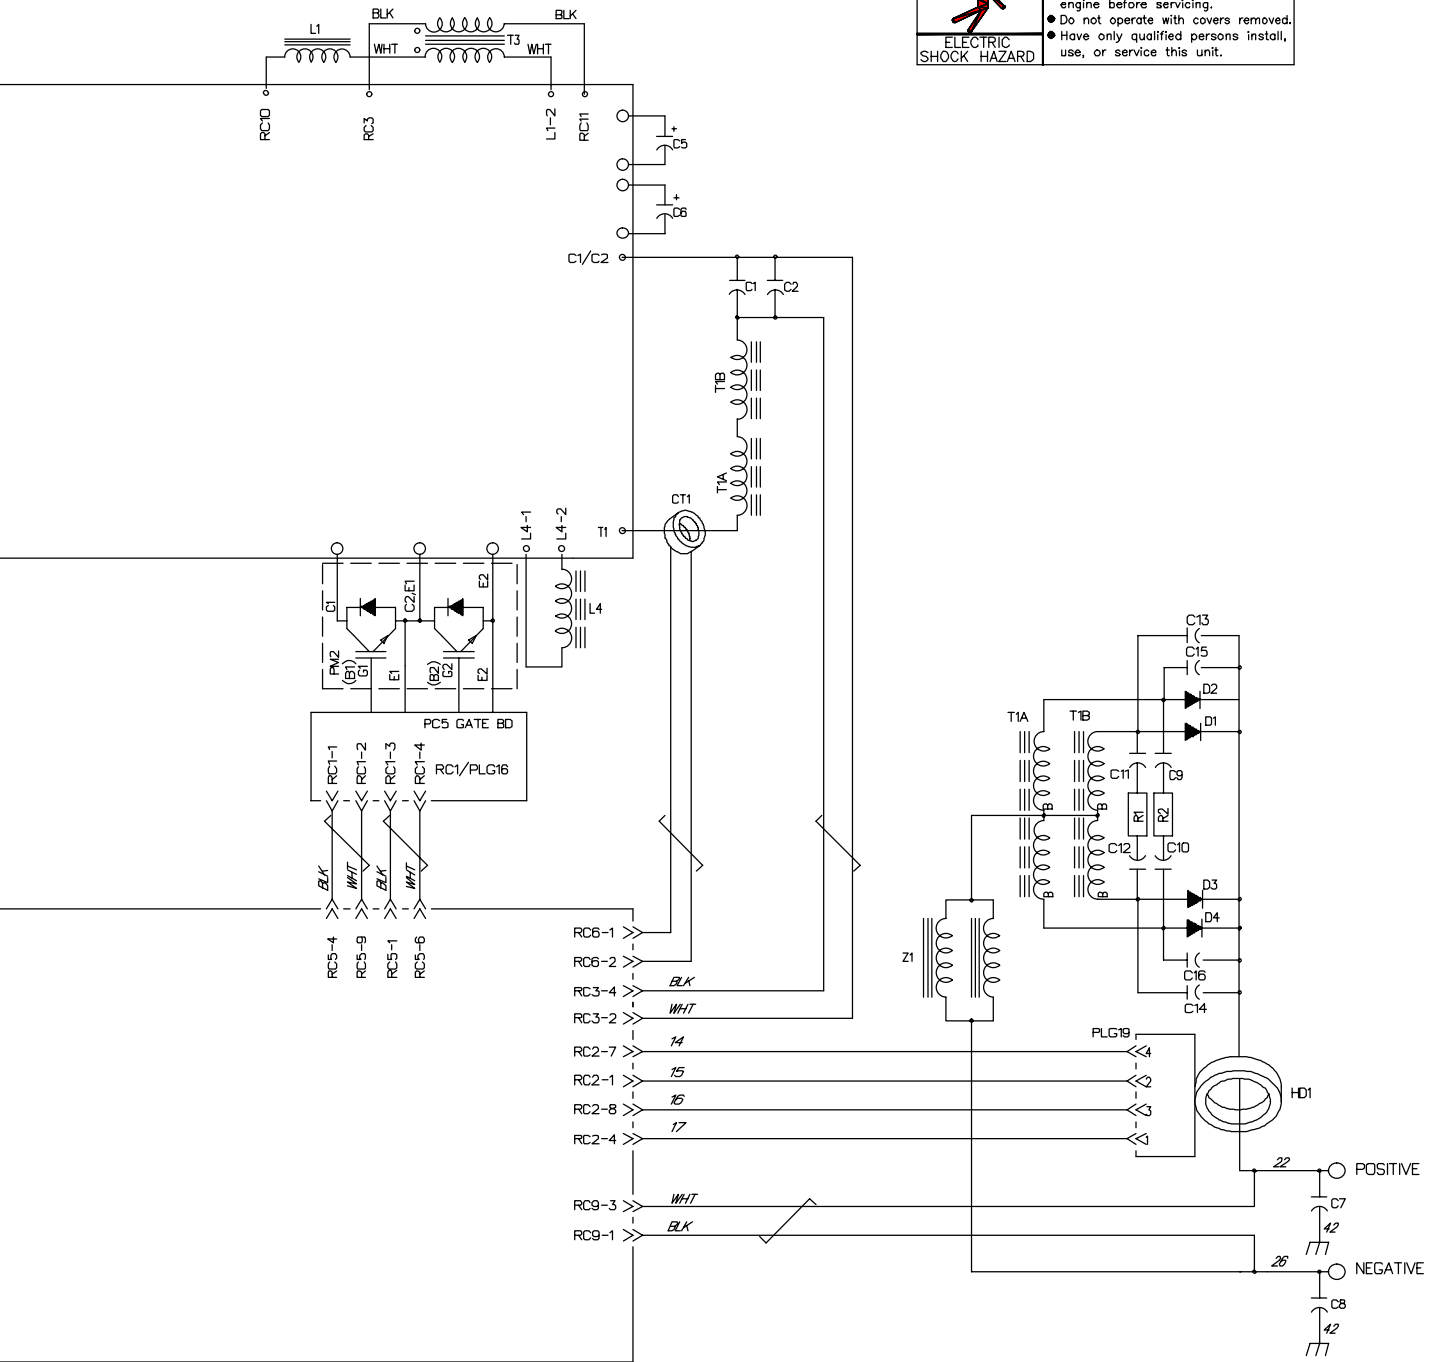 engine before servicing.
● Do not operate with covers removed.
● Have only qualified persons install,
use, or service this unit.
ELECTRIC
SHOCK HAZARD
BLK
BLK
L1
T3
WHT
WHT
RC10
RC3
L1-2
RC11
+
C5
+
C6
C1/C2
C1
C2
T1B
T1A
CT1
T1
L4-1
L4-2
L4
C1
C2,E1
E2
PM2
(B1)
G1
E1
(B2)
G2
E2
PC5 GATE BD
RC1-1
RC1-2
RC1-3
RC1-4
RC1/PLG16
BLK
WHT
BLK
WHT
RC5-4
RC5-9
RC5-1
RC5-6
C13
C15
D2
D1
T1A
T1B
C11
C9
B
B
R1
R2
C12
C10
B
B
D3
D4
C16
C14
Z1
RC6-1
RC6-2
RC3-4
BLK
RC3-2
WHT
PLG19
RC2-7
14
4
RC2-1
15
2
RC2-8
16
3
RC2-4
17
1
HD1
22
POSITIVE
RC9-3
WHT
C7
RC9-1
BLK
42
26
NEGATIVE
C8
42